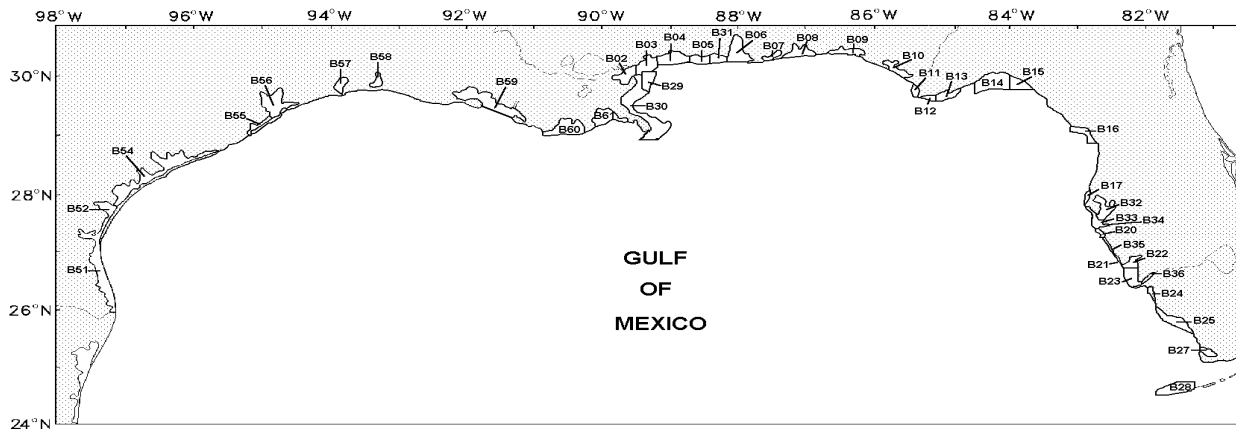 98°W 96°W 94°W 92°W 90°W 88°W 86°W 84°W 82°W
B58 B31 B04 B06
B57 B03 B05 B07 B08 B09
B02 B10
30°N
B56 B29 B11 B13 B14 B15
B59
B55 B30 B12
B60 B61
B16
B54
28°N
B17
B52 B32
B33 B34
B20
B35
B51 B21 B22
B23 B36
B24
26°N
B25
B27
B28
24°N
GULF
OF
MEXICO